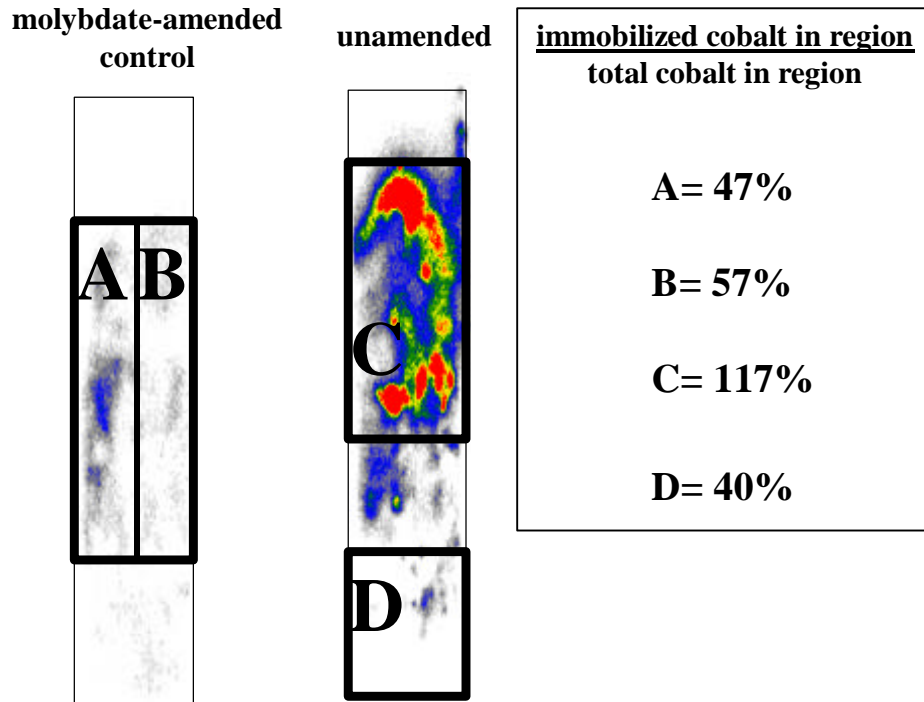 molybdate-amended
control
unamended
immobilized cobalt in region
total cobalt in region
A= 47%
B= 57%
C= 117%
D= 40%
A
B
C
D